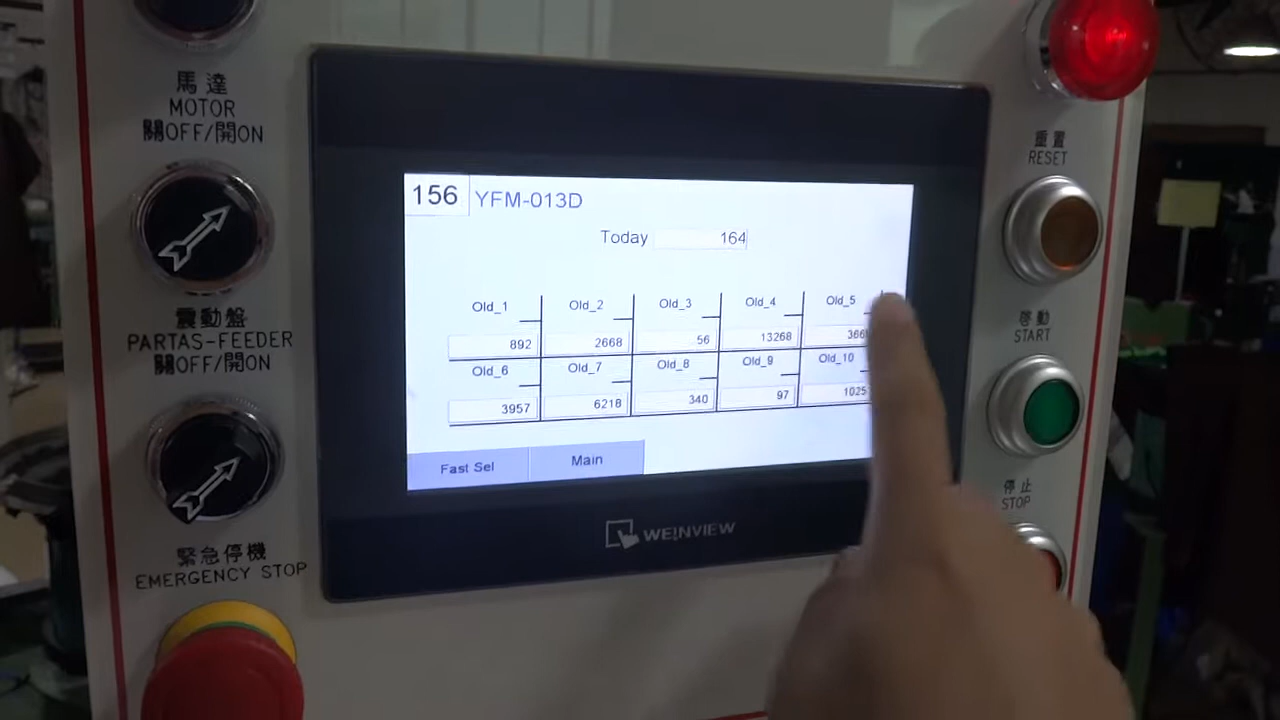 馬達
MOTOR
關OFF/開ON
震動盤
PARTAS-FEEDER
關OFF/開ON
緊急停機
EMERGENCY STOP
156 YFM-013D
Today 164
Old_1 Old_2 Old_3 Old_4 Old_5
892 2668 56 13268
Old_6 Old_7 Old_8 Old_9 Old_10
3957 6218 340 97 1025
Fast Sel Main
WEINVIEW
重置
RESET
啓動
START
停止
STOP